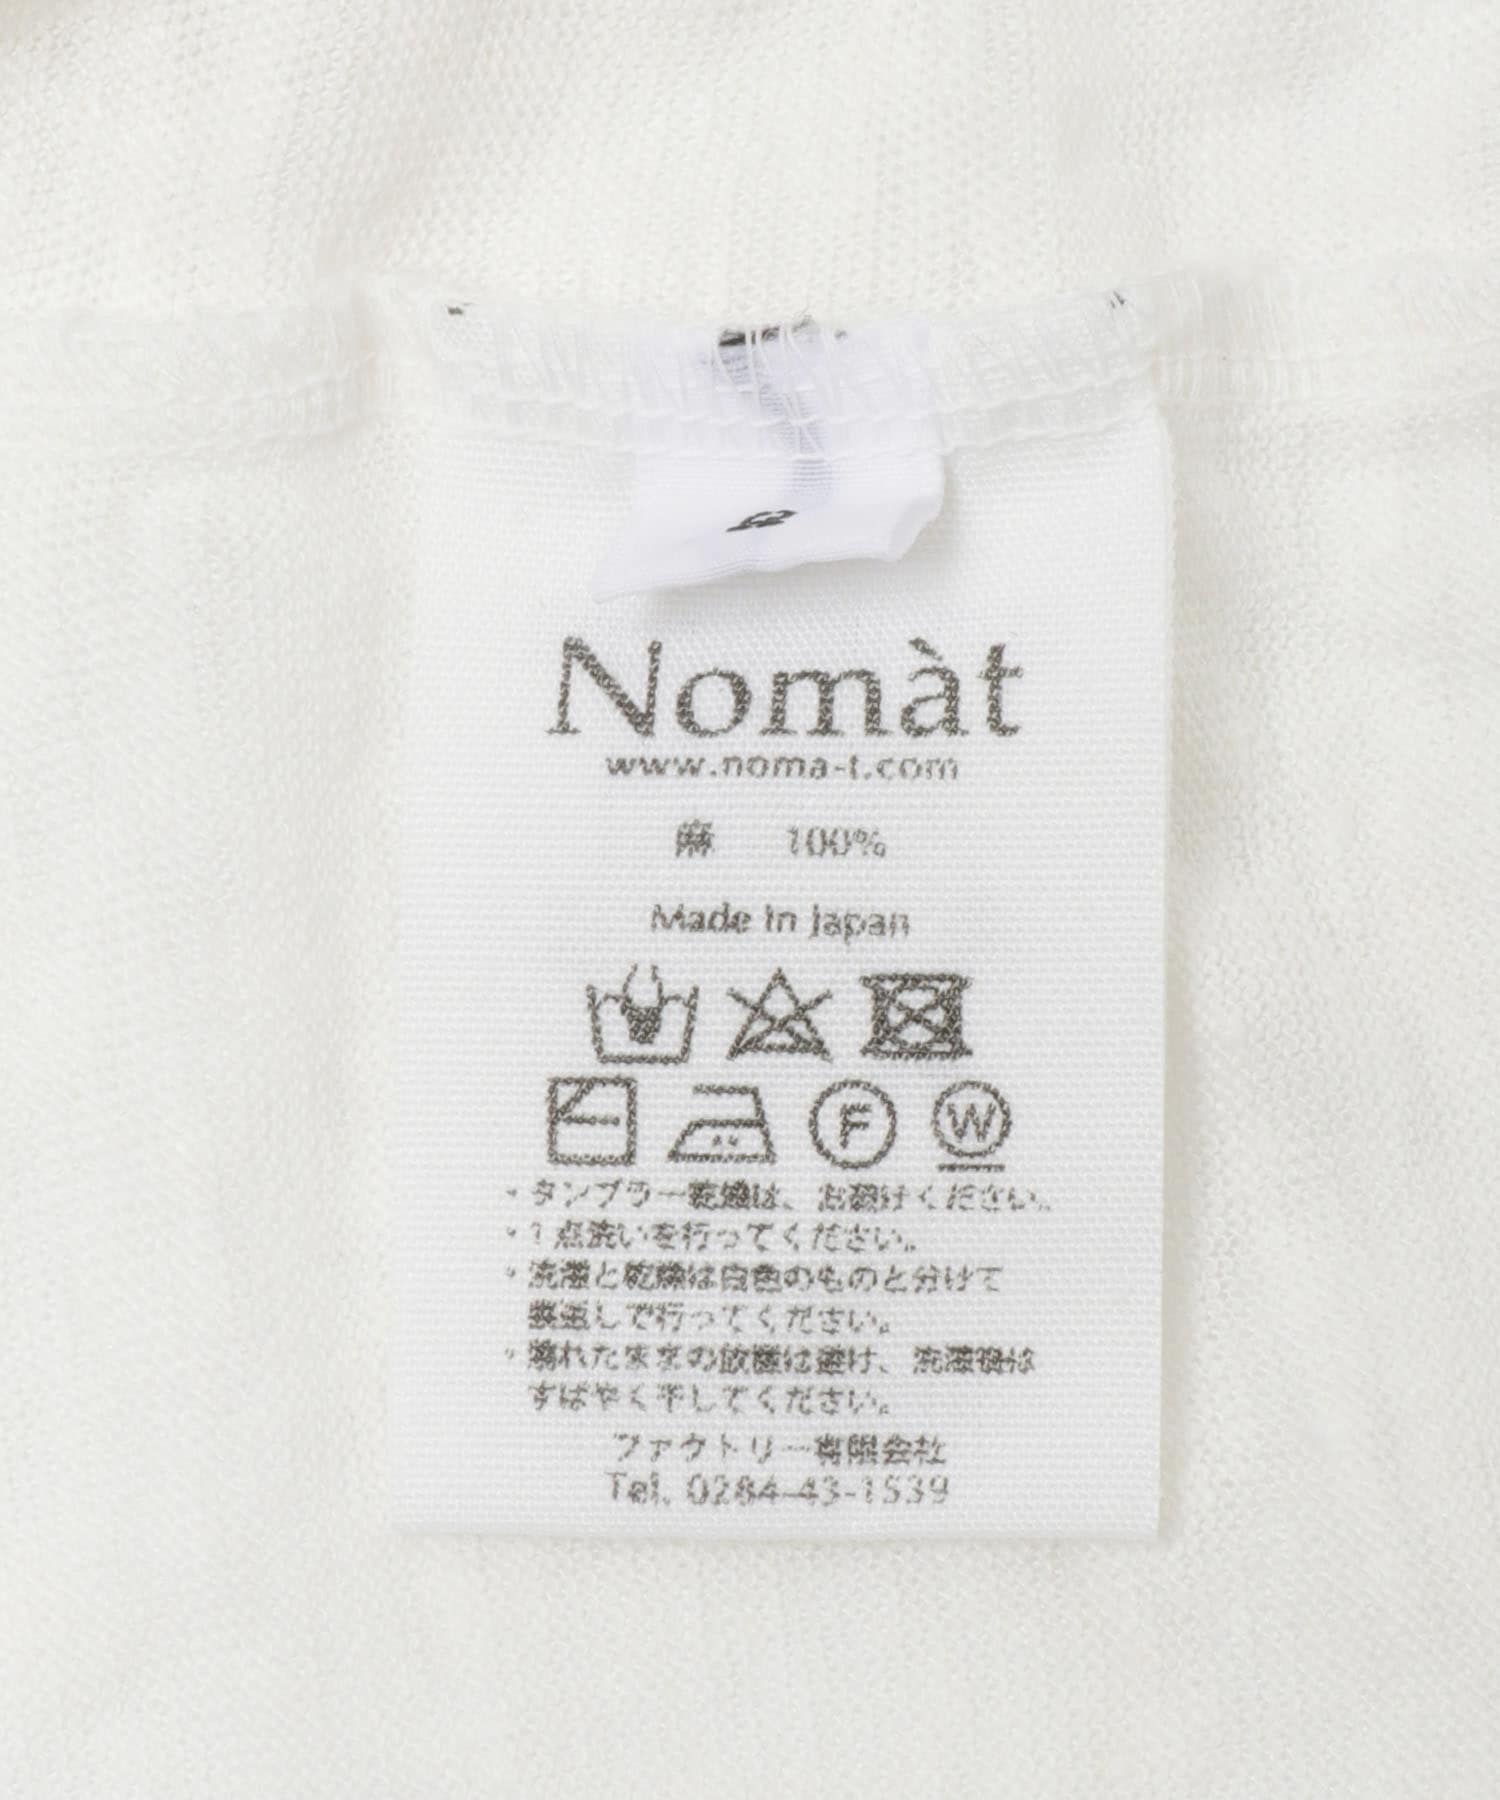 Nomàt
www.noma-t.com
麻 100%
Made in Japan
F W
・タンブラー乾燥は、お避けください。
・1点洗いを行ってください。
・洗濯と乾燥は白色のものと分けて
裏返しで行ってください。
・濡れたままの放置は避け、洗濯後は
すばやく干してください。
ファクトリー有限会社
Tel. 0284-43-1539